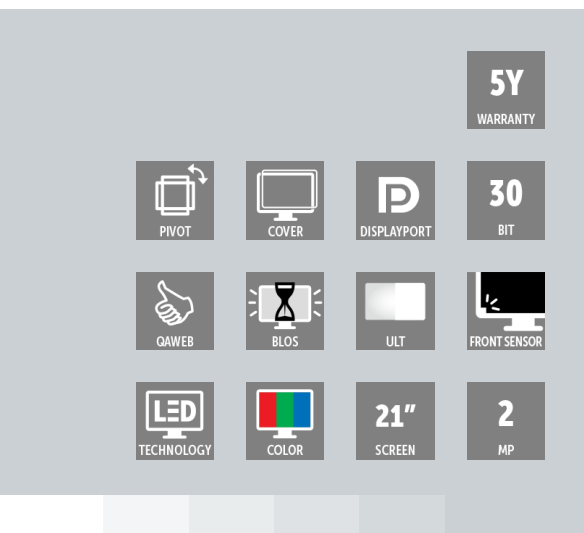 5Y
WARRANTY
PIVOT
COVER
DISPLAYPORT
30
BIT
QAWEB
BLOS
ULT
FRONT SENSOR
LED
TECHNOLOGY
COLOR
21"
SCREEN
2
MP